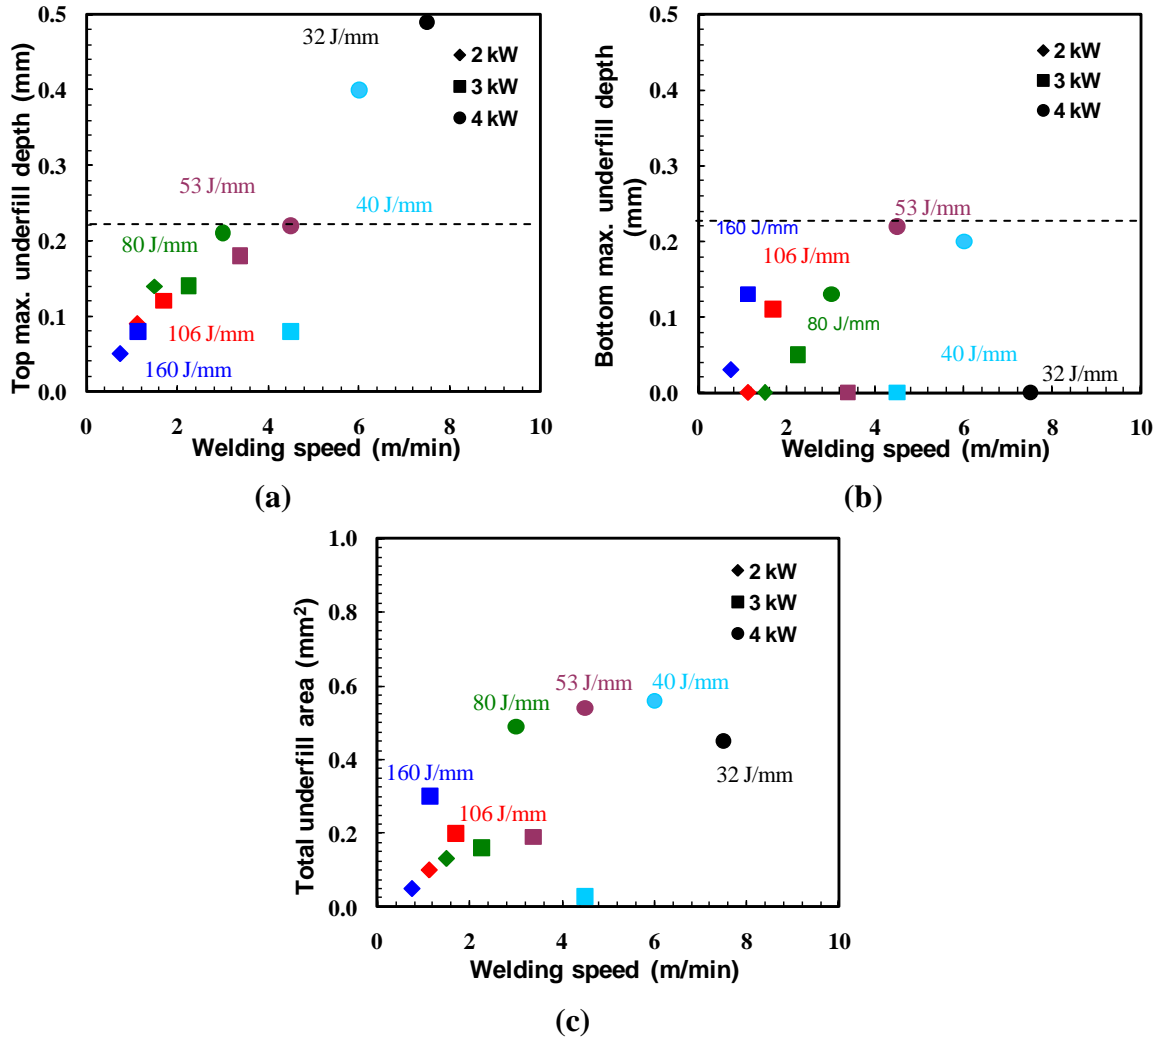 Top max. underfill depth (mm)
0.5
0.4
0.3
0.2
0.1
0.0
32 J/mm
2 kW
3 kW
4 kW
53 J/mm
40 J/mm
80 J/mm
106 J/mm
160 J/mm
0 2 4 6 8 10
Welding speed (m/min)
(a)
Bottom max. underfill depth
(mm)
0.5
0.4
0.3
0.2
0.1
0.0
2 kW
3 kW
4 kW
53 J/mm
160 J/mm
106 J/mm
80 J/mm
40 J/mm
32 J/mm
0 2 4 6 8 10
Welding speed (m/min)
(b)
Total underfill area (mm²)
1.0
0.8
0.6
0.4
0.2
0.0
2 kW
3 kW
4 kW
53 J/mm
40 J/mm
80 J/mm
160 J/mm
32 J/mm
106 J/mm
0 2 4 6 8 10
Welding speed (m/min)
(c)